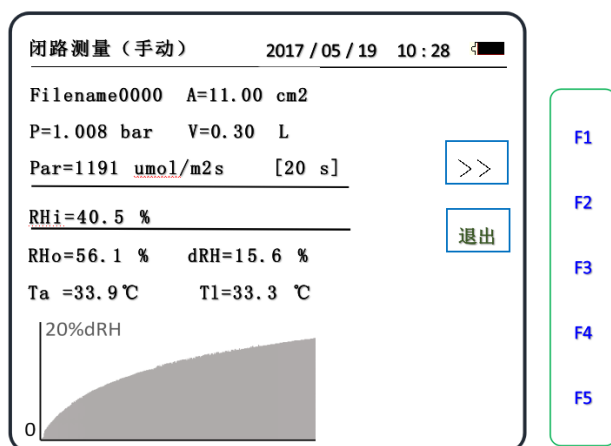 闭路测量（手动） 2017 / 05 / 19 10 : 28
Filename0000 A=11.00 cm2
P=1.008 bar V=0.30 L
Par=1191 umol/m2s [20 s]
>>
RHi=40.5 %
退出
RHo=56.1 % dRH=15.6 %
Ta =33.9℃ Tl=33.3 ℃
20%dRH
0
F1
F2
F3
F4
F5